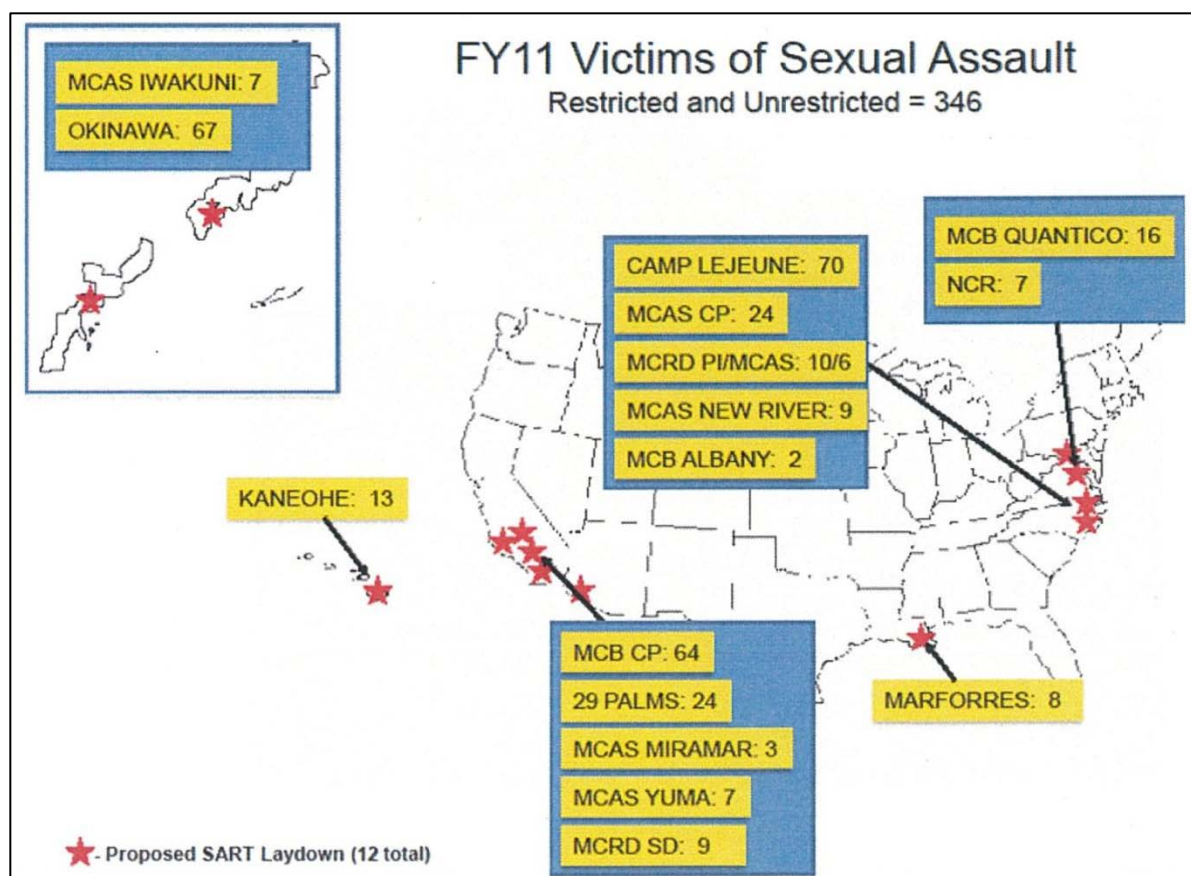 FY11 Victims of Sexual Assault
Restricted and Unrestricted = 346
MCAS IWAKUNI: 7
OKINAWA: 67
MCB QUANTICO: 16
NCR: 7
CAMP LEJEUNE: 70
MCAS CP: 24
MCRD PI/MCAS: 10/6
MCAS NEW RIVER: 9
MCB ALBANY: 2
KANEOHE: 13
MCB CP: 64
29 PALMS: 24
MCAS MIRAMAR: 3
MCAS YUMA: 7
MCRD SD: 9
MARFORRES: 8
- Proposed SART Laydown (12 total)